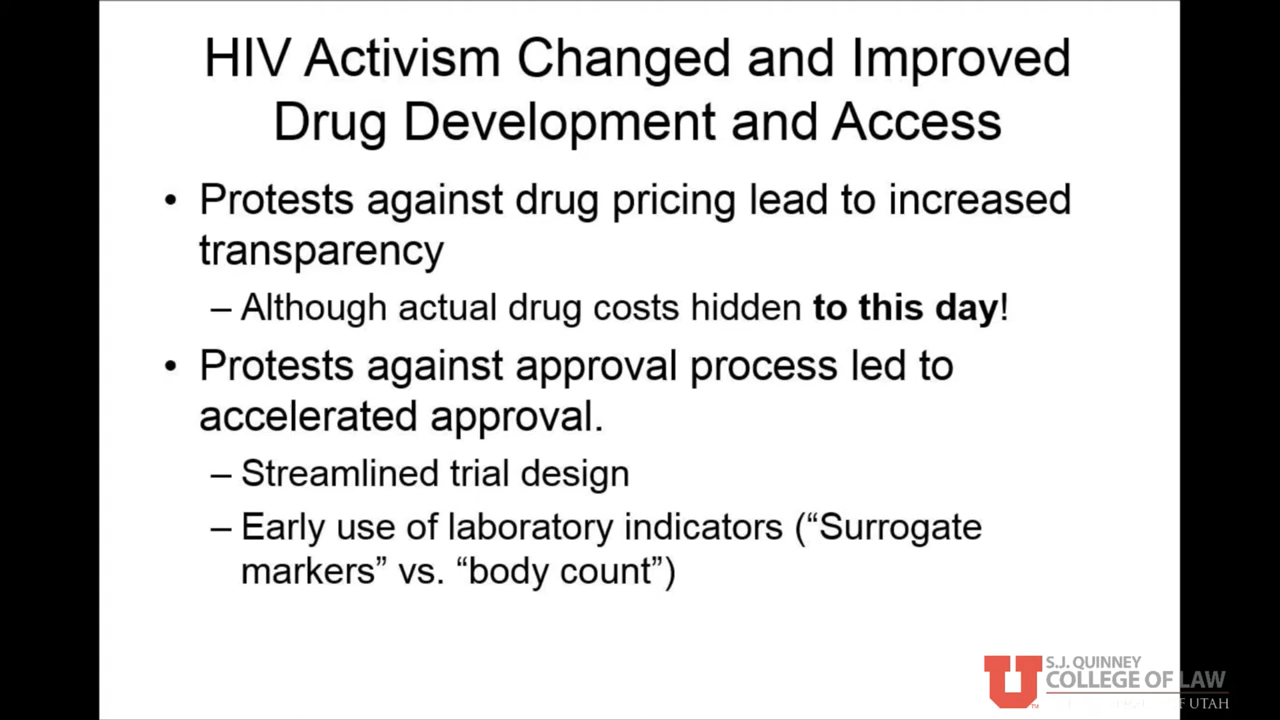 HIV Activism Changed and Improved
Drug Development and Access
• Protests against drug pricing lead to increased
transparency
– Although actual drug costs hidden to this day!
• Protests against approval process led to
accelerated approval.
– Streamlined trial design
– Early use of laboratory indicators (“Surrogate
markers” vs. “body count”)
S.J. QUINNEY
COLLEGE OF LAW
OF UTAH